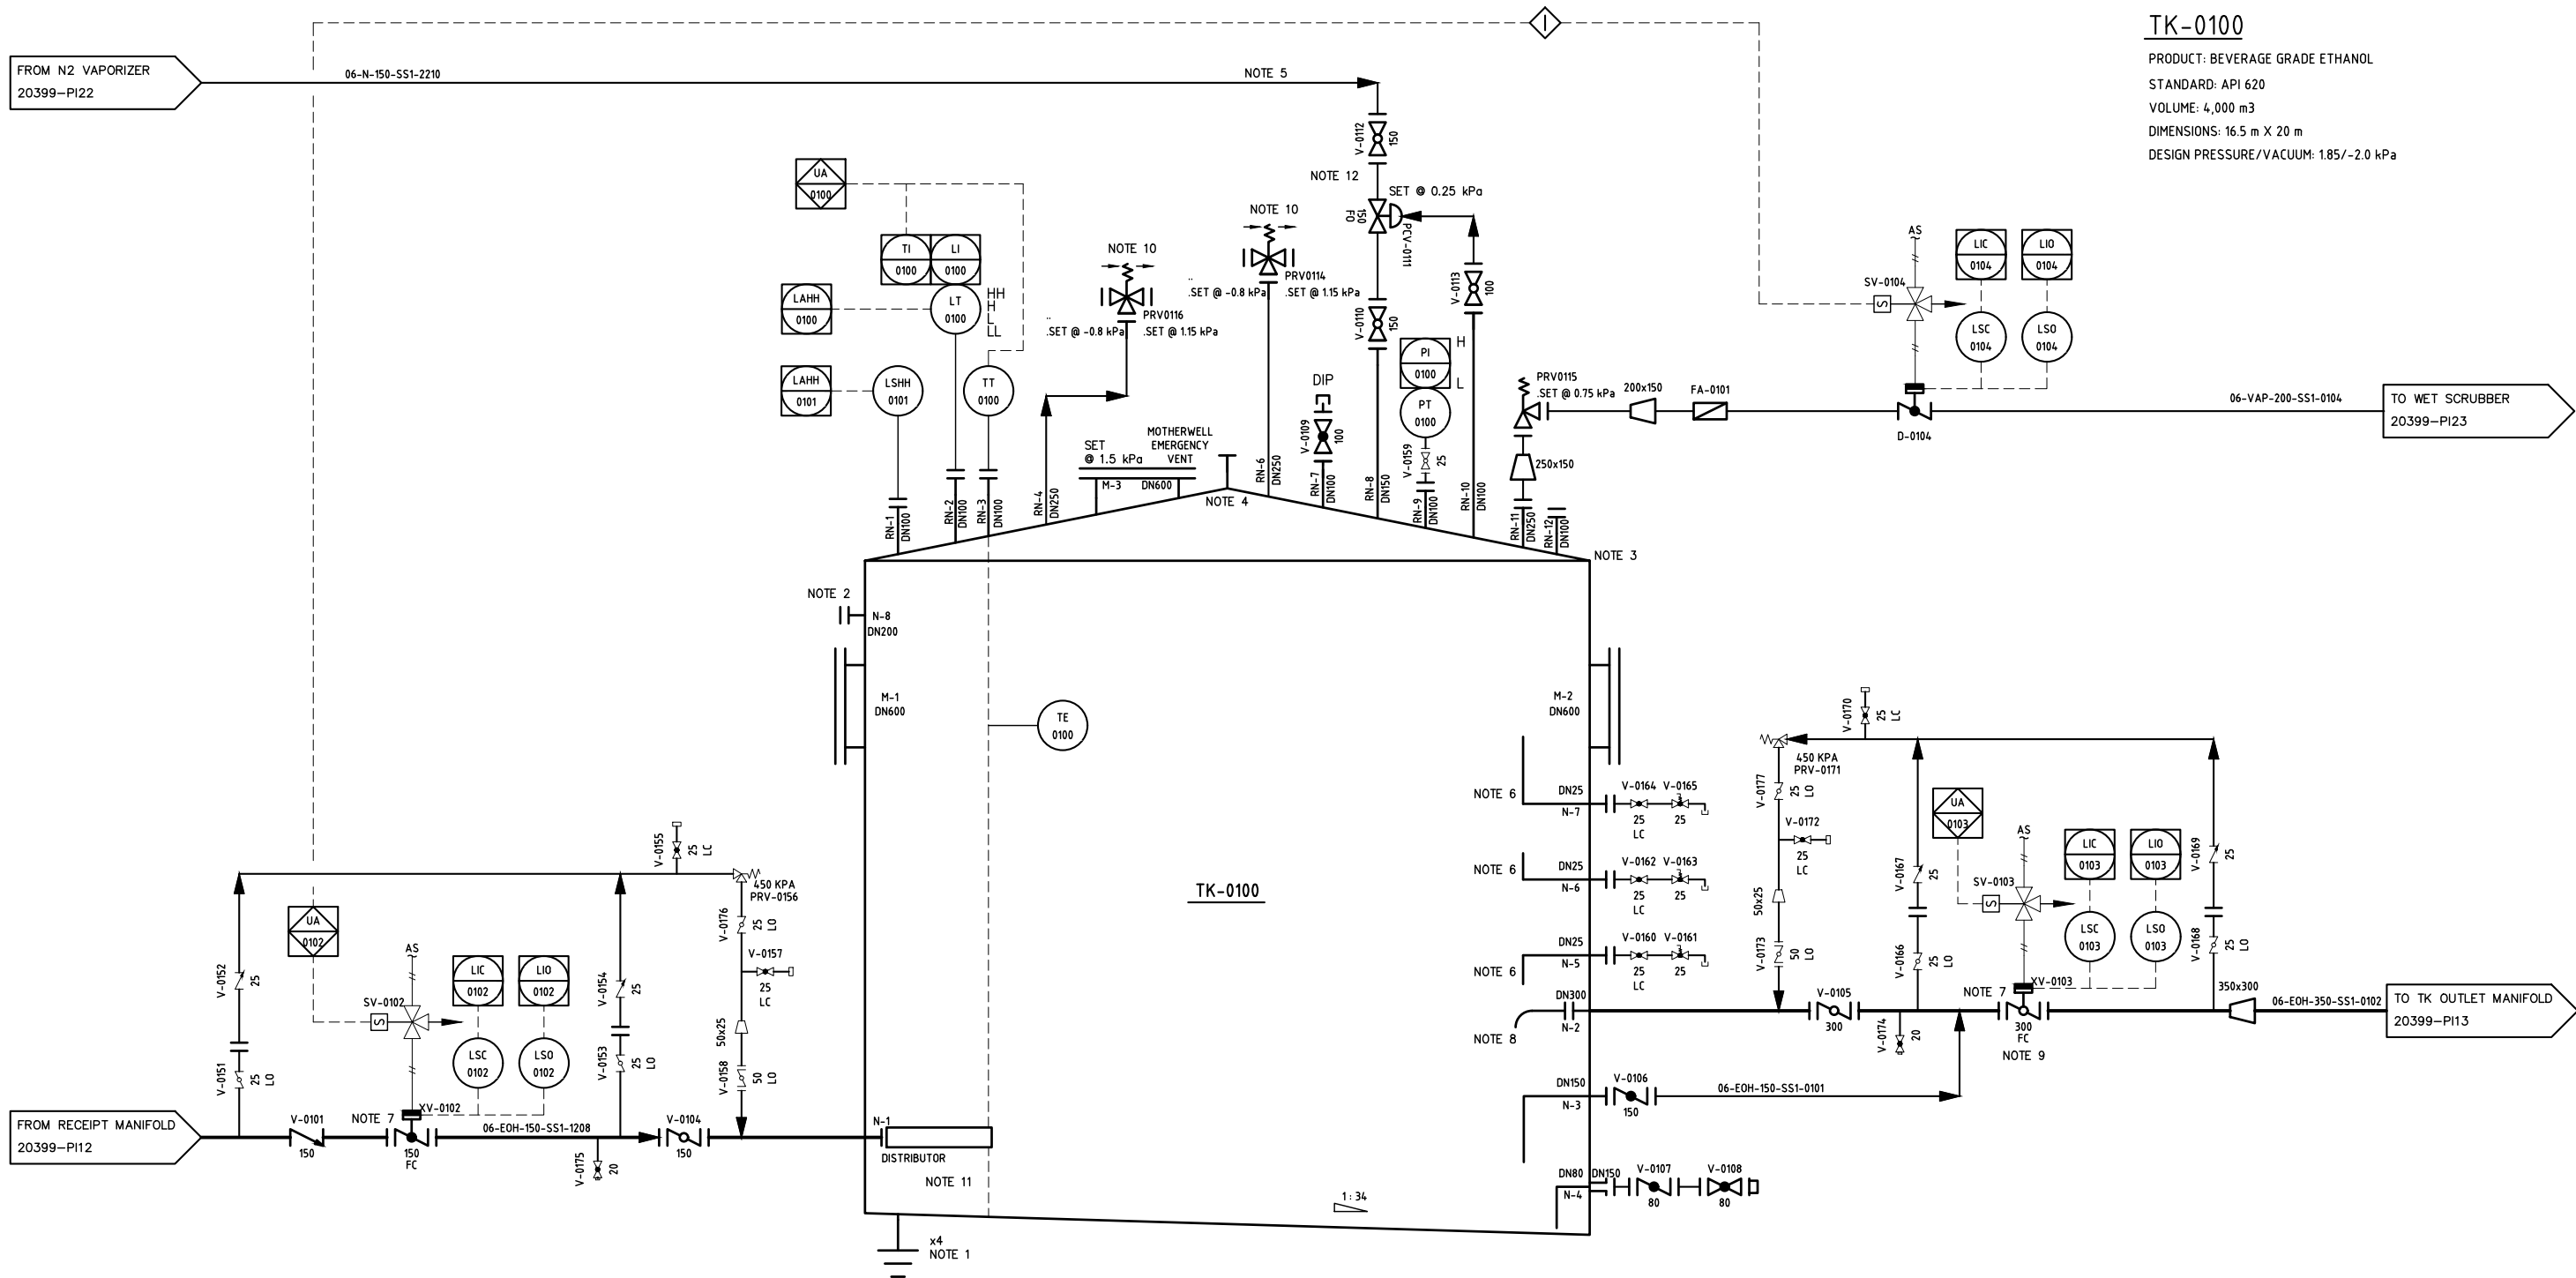 TK-0100
PRODUCT: BEVERAGE GRADE ETHANOL
STANDARD: API 620
VOLUME: 4,000 m3
DIMENSIONS: 16.5 m X 20 m
DESIGN PRESSURE/VACUUM: 1.85/-2.0 kPa
I
FROM N2 VAPORIZER
20399-PI22
06-N-150-SS1-2210
NOTE 5
V-0112
150
NOTE 12
SET @ 0.25 kPa
150
FO
PCV-0111
UA
0100
TI
0100
LI
0100
LT
0100
HH
H
L
LL
LAHH
0100
LAHH
0101
LSHH
0101
TT
0100
NOTE 10
PRV0116
..
.SET @ -0.8 kPa
.SET @ 1.15 kPa
NOTE 10
PRV0114
..
.SET @ -0.8 kPa
.SET @ 1.15 kPa
V-0110
150
V-0113
100
PI
0100
H
L
PT
0100
V-0159
25
DIP
V-0109
100
PRV0115
.SET @ 0.75 kPa
200x150
FA-0101
250x150
AS
SV-0104
S
LIC
0104
LIO
0104
LSC
0104
LSO
0104
D-0104
06-VAP-200-SS1-0104
TO WET SCRUBBER
20399-PI23
SET
@ 1.5 kPa
MOTHERWELL
EMERGENCY
VENT
M-3
DN600
NOTE 4
RN-1
DN100
RN-2
DN100
RN-3
DN100
RN-4
DN250
RN-6
DN250
RN-7
DN100
RN-8
DN150
RN-9
DN100
RN-10
DN100
RN-11
DN250
RN-12
DN100
NOTE 3
NOTE 2
N-8
DN200
M-1
DN600
M-2
DN600
TE
0100
TK-0100
NOTE 6
DN25
N-7
V-0164
V-0165
25
LC
25
NOTE 6
DN25
N-6
V-0162
V-0163
25
LC
25
NOTE 6
DN25
N-5
V-0160
V-0161
25
LC
25
DN300
N-2
NOTE 8
DN150
N-3
V-0106
150
06-EOH-150-SS1-0101
DN80
DN150
N-4
V-0107
80
V-0108
80
1:34
x4
NOTE 1
NOTE 11
N-1
DISTRIBUTOR
FROM RECEIPT MANIFOLD
20399-PI12
V-0151
25
LO
V-0152
25
V-0101
150
UA
0102
SV-0102
S
AS
LIC
0102
LIO
0102
LSC
0102
LSO
0102
NOTE 7
XV-0102
150
FC
06-EOH-150-SS1-1208
V-0175
20
V-0153
25
LO
V-0154
25
V-0155
25
LC
450 KPA
PRV-0156
V-0176
25
LO
V-0157
25
LC
50x25
V-0158
50
LO
V-0104
150
V-0170
25
LC
450 KPA
PRV-0171
V-0177
25
LO
V-0172
25
LC
50x25
V-0173
50
LO
V-0105
300
V-0174
20
V-0166
25
LO
V-0167
25
UA
0103
SV-0103
S
AS
LIC
0103
LIO
0103
LSC
0103
LSO
0103
NOTE 7
XV-0103
300
FC
NOTE 9
V-0168
25
LO
V-0169
25
350x300
06-EOH-350-SS1-0102
TO TK OUTLET MANIFOLD
20399-PI13